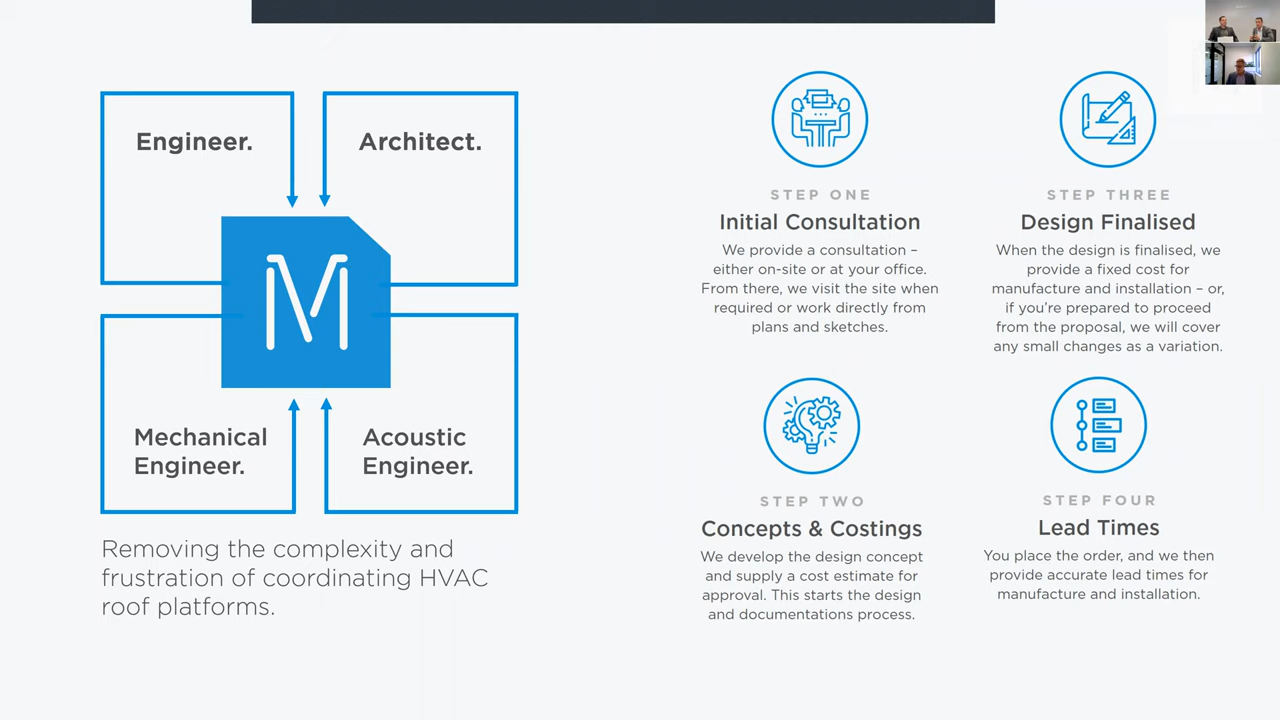 Engineer.
Architect.
M
Mechanical
Engineer.
Acoustic
Engineer.
Removing the complexity and
frustration of coordinating HVAC
roof platforms.
STEP ONE
Initial Consultation
We provide a consultation –
either on-site or at your office.
From there, we visit the site when
required or work directly from
plans and sketches.
STEP TWO
Concepts & Costings
We develop the design concept
and supply a cost estimate for
approval. This starts the design
and documentations process.
STEP THREE
Design Finalised
When the design is finalised, we
provide a fixed cost for
manufacture and installation – or,
if you're prepared to proceed
from the proposal, we will cover
any small changes as a variation.
STEP FOUR
Lead Times
You place the order, and we then
provide accurate lead times for
manufacture and installation.